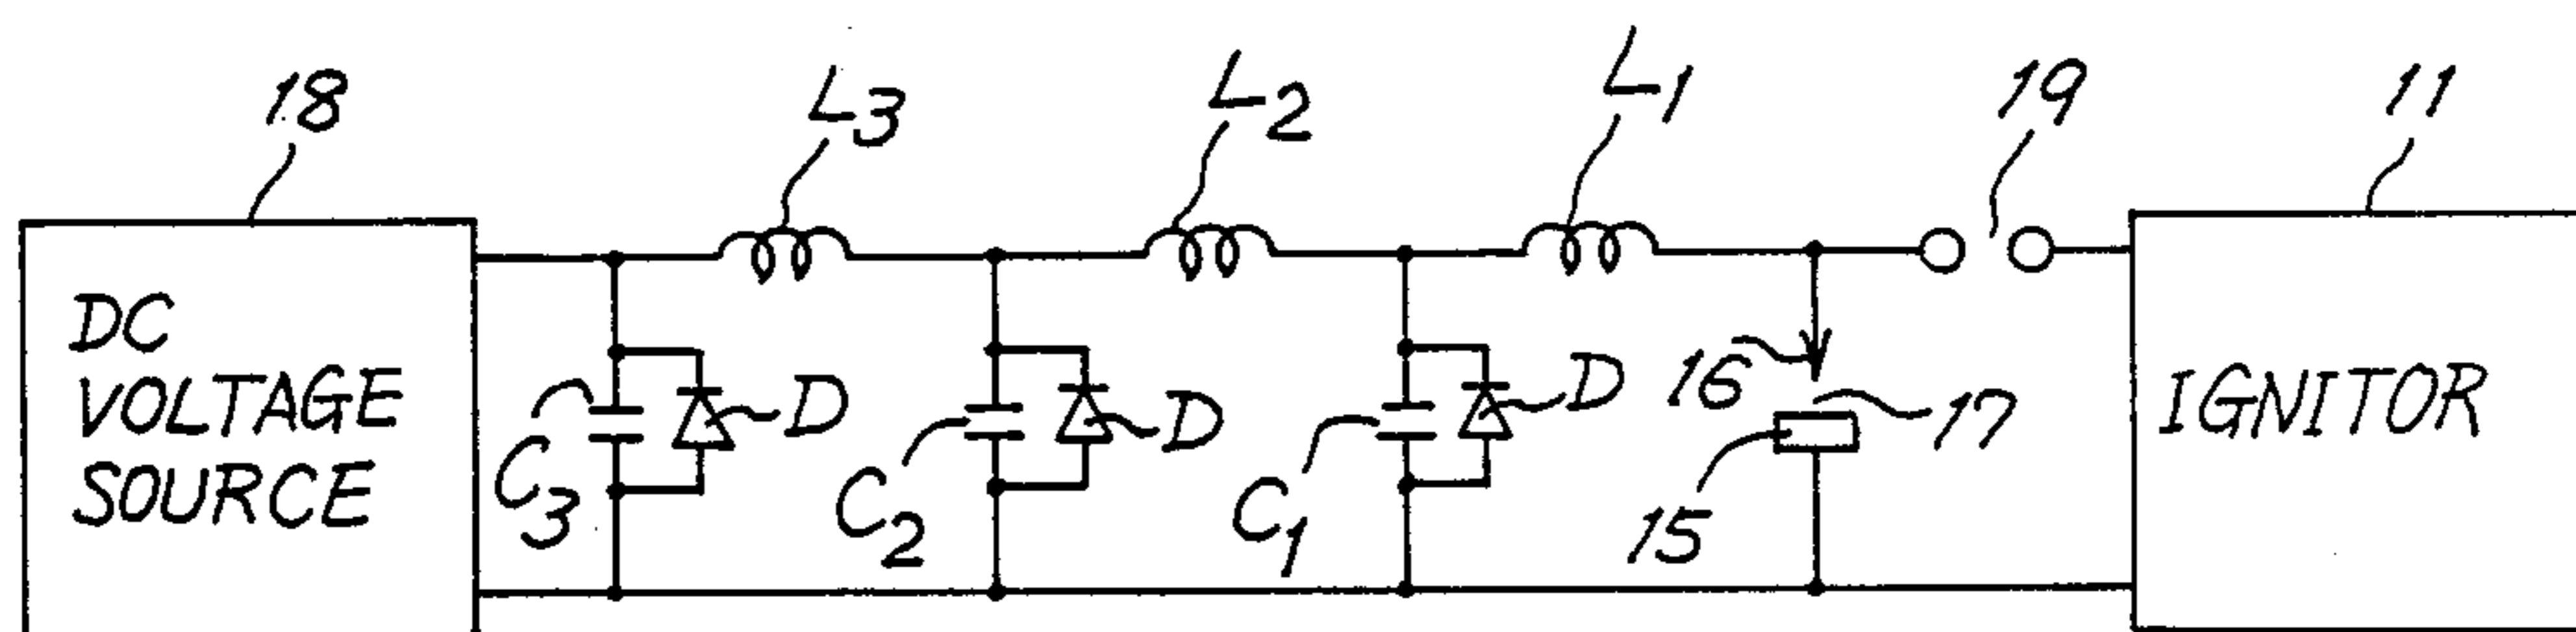 18
L3
L2
L1
19
11
DC
VOLTAGE
SOURCE
C3
D
C2
D
C1
D
16
17
15
IGNITOR